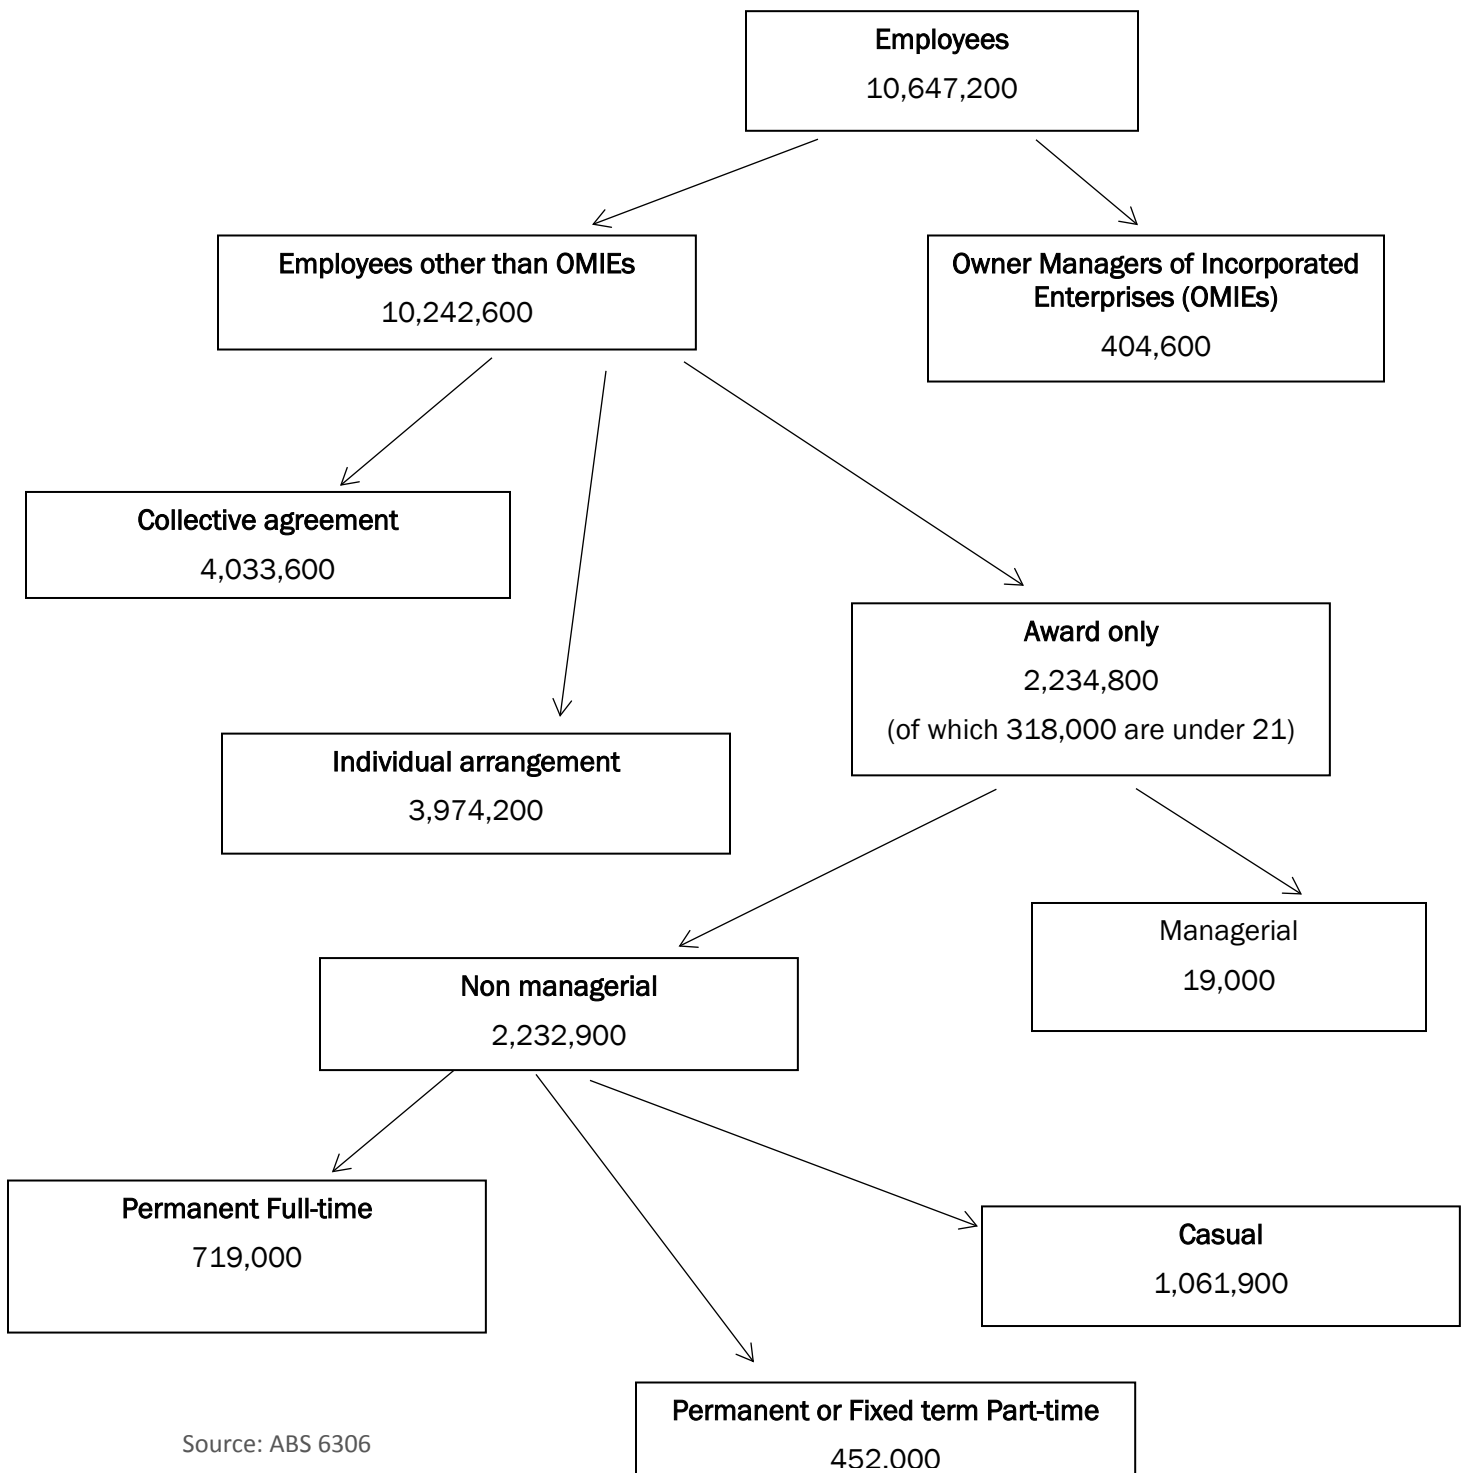 Employees
10,647,200
Employees other than OMIEs
10,242,600
Owner Managers of Incorporated
Enterprises (OMIEs)
404,600
Collective agreement
4,033,600
Award only
2,234,800
(of which 318,000 are under 21)
Individual arrangement
3,974,200
Managerial
19,000
Non managerial
2,232,900
Permanent Full-time
719,000
Casual
1,061,900
Permanent or Fixed term Part-time
452,000
Source: ABS 6306